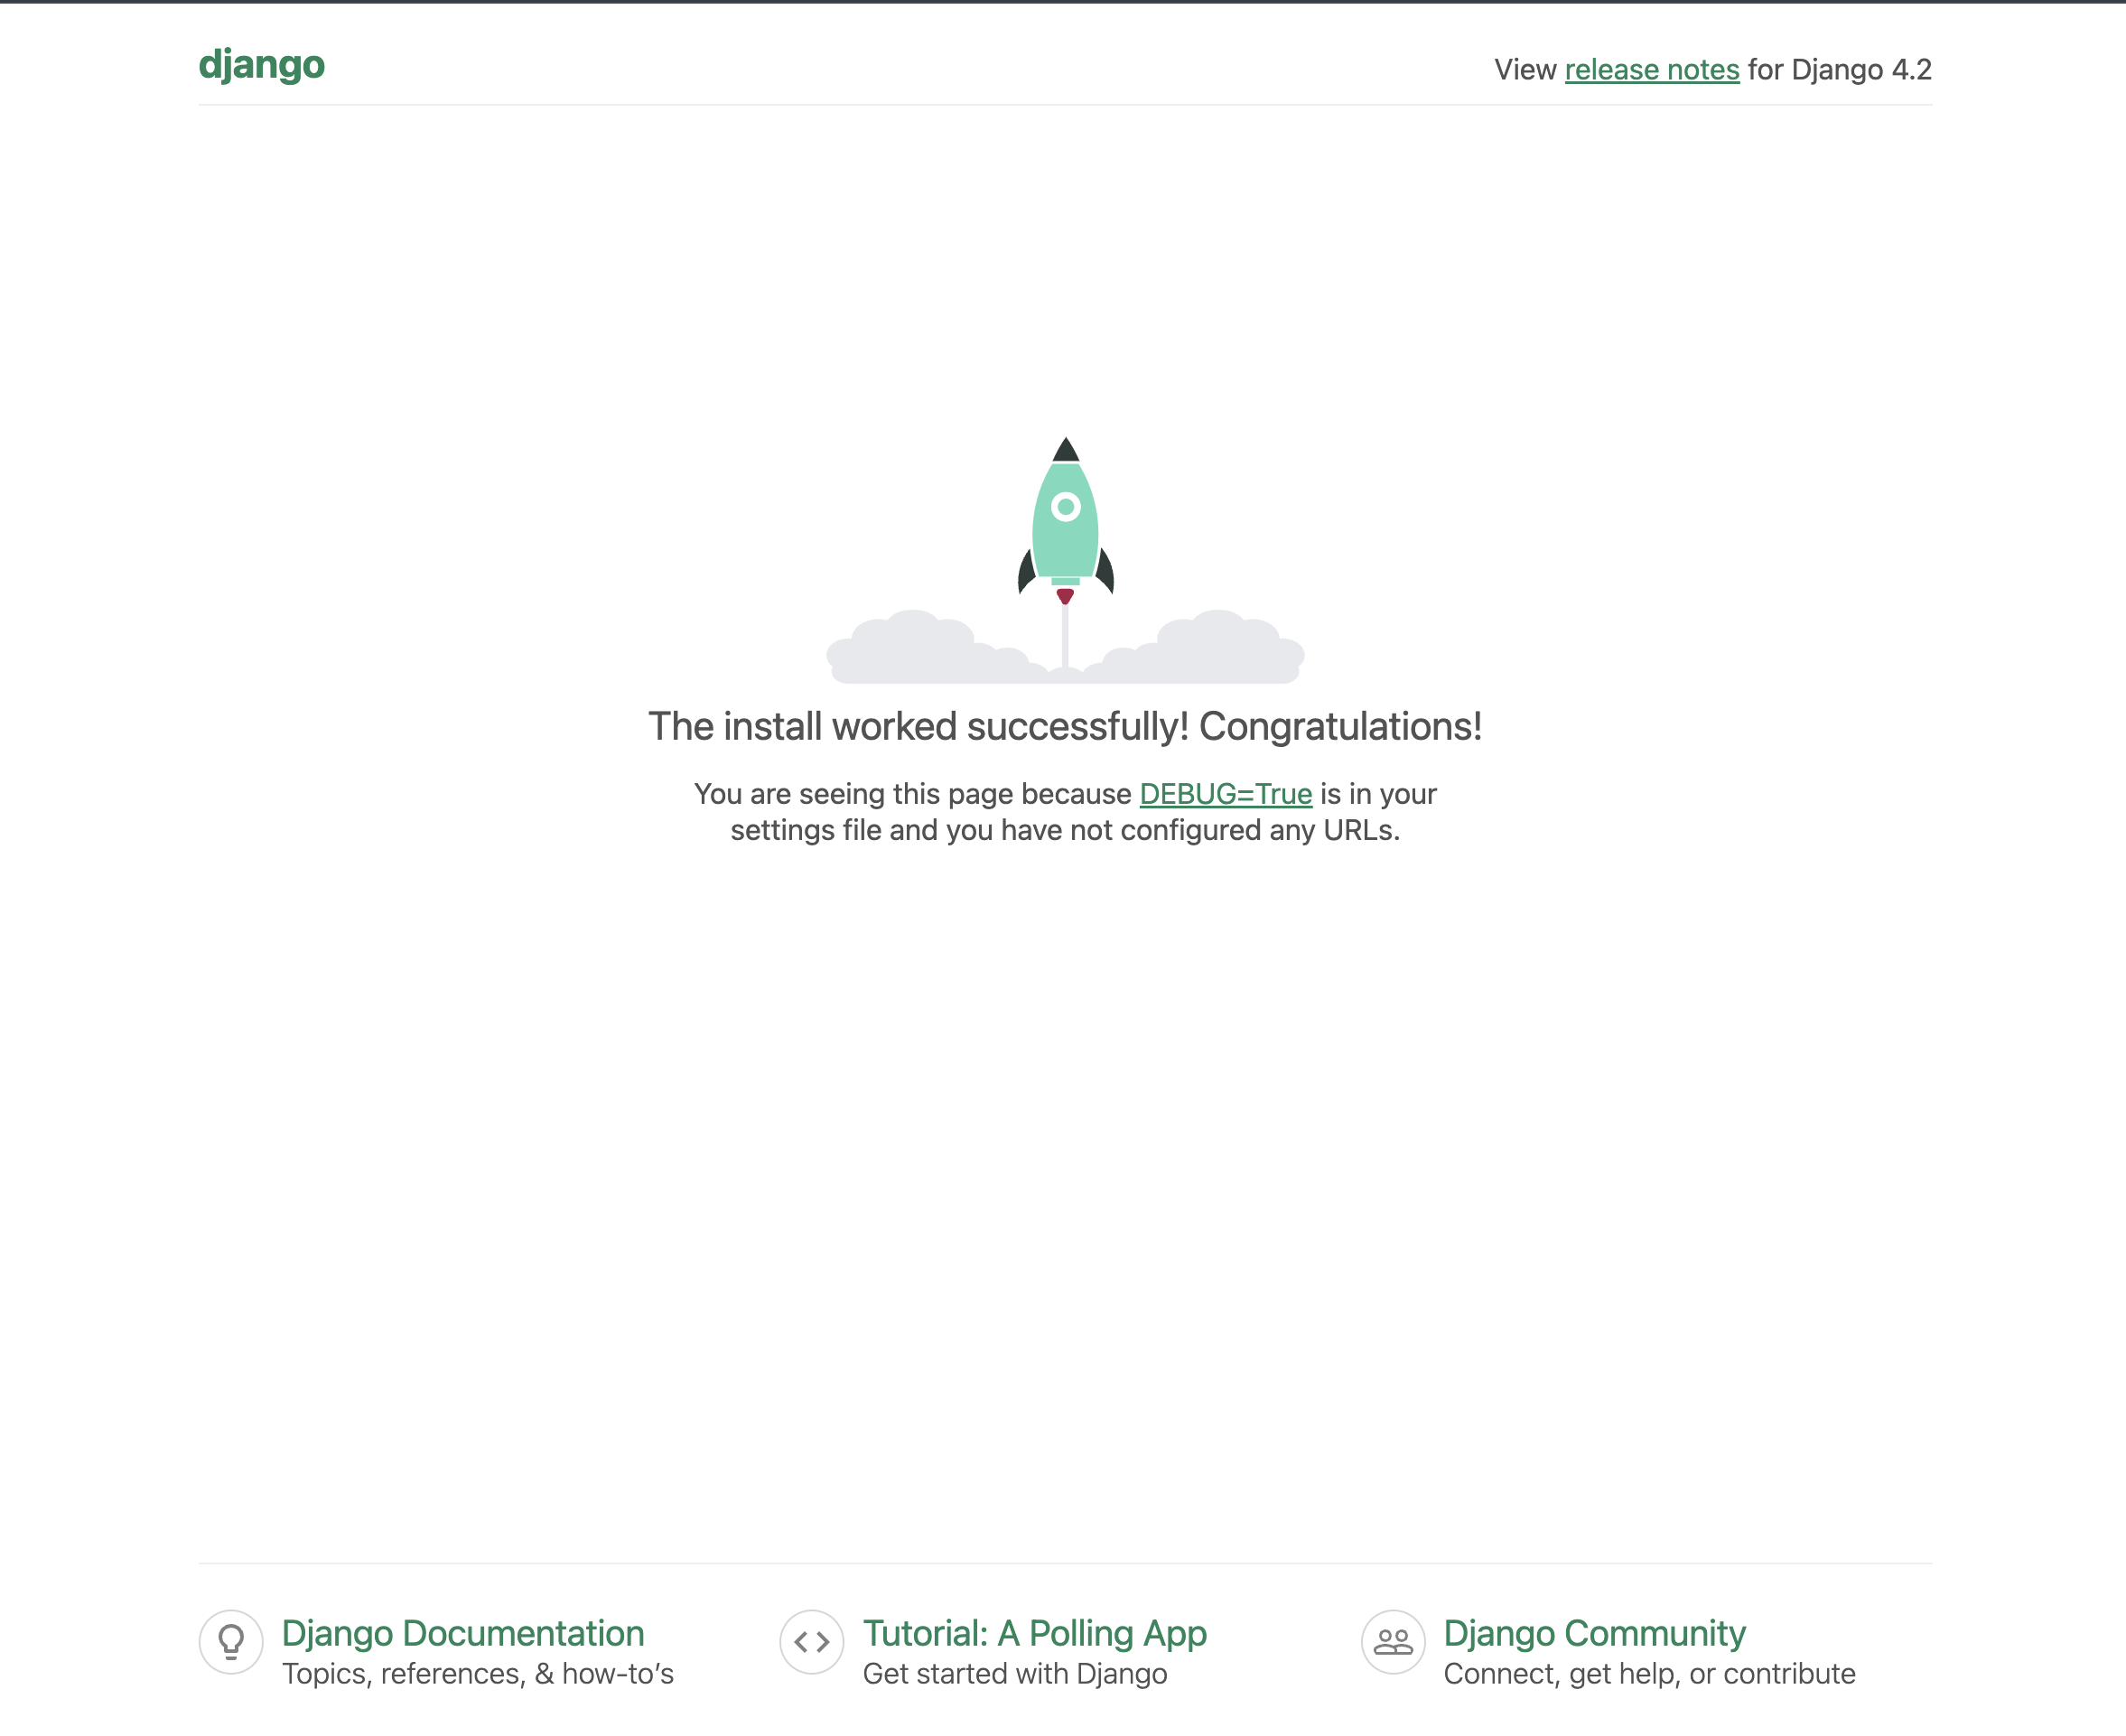 django
View release notes for Django 4.2
The install worked successfully! Congratulations!
You are seeing this page because DEBUG=True is in your
settings file and you have not configured any URLs.
Django Documentation
Topics, references, & how-to’s
Tutorial: A Polling App
Get started with Django
Django Community
Connect, get help, or contribute